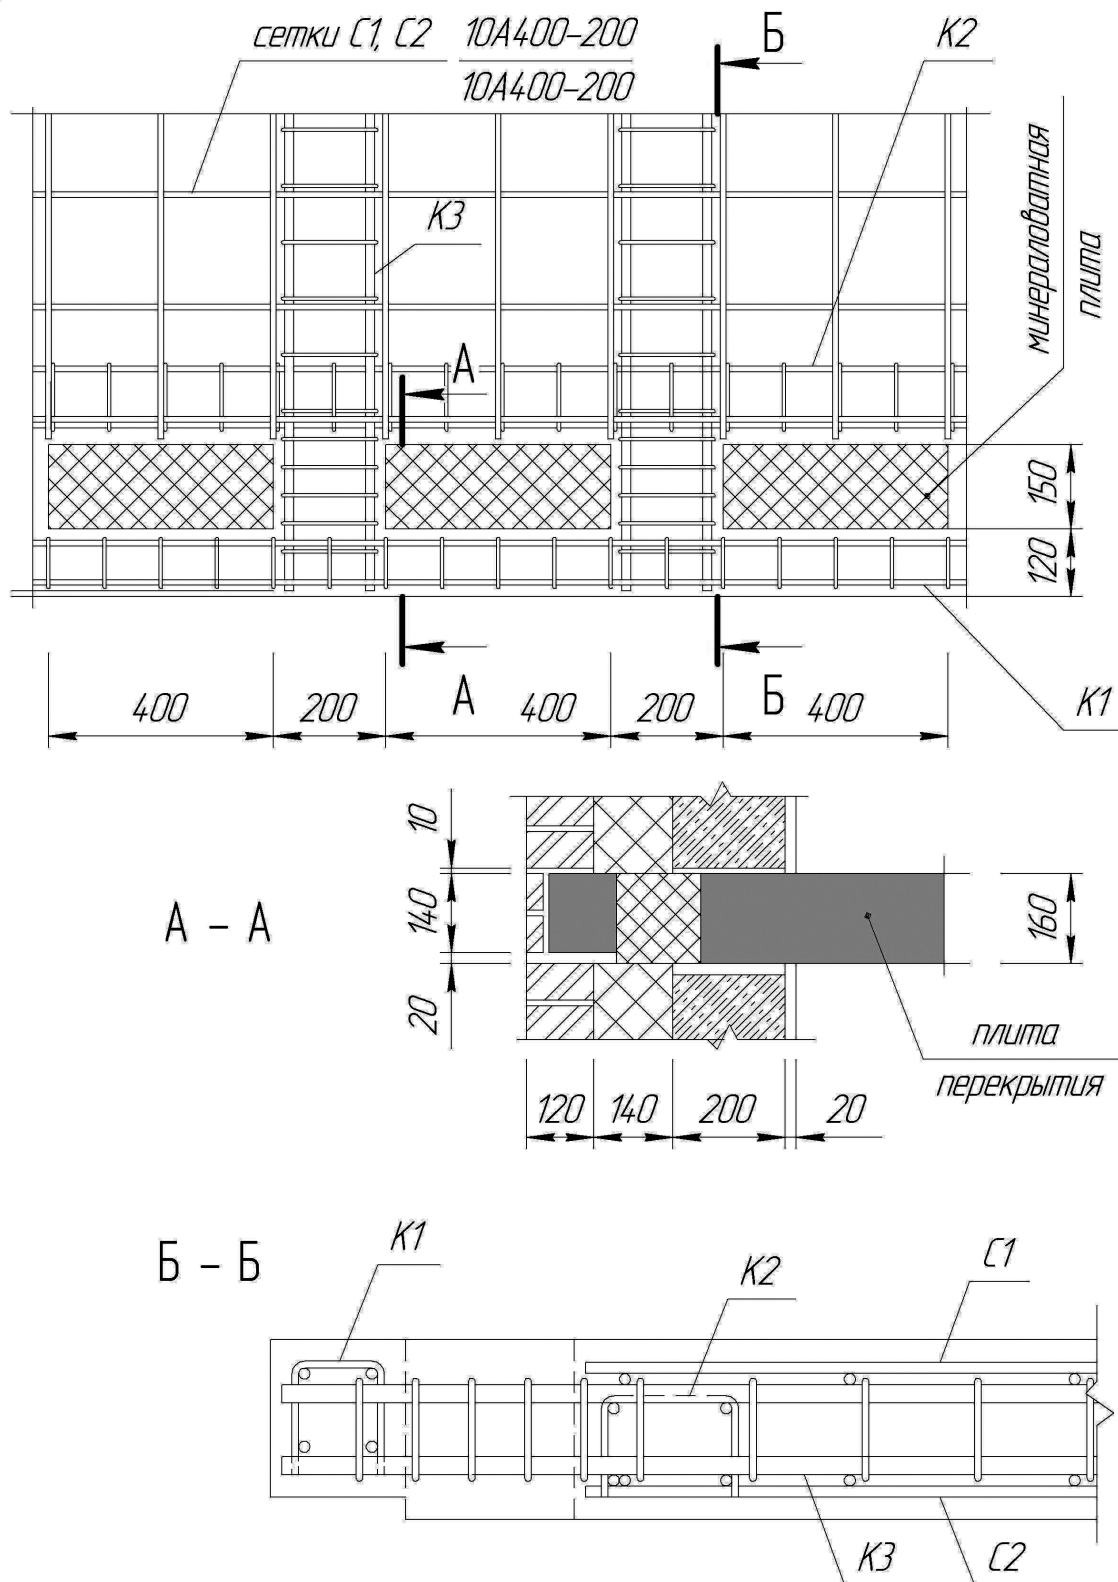 сетки С1, С2 10А400–200
10А400–200
Б
К2
К3
минераловатная
плита
А
150
120
А
Б
К1
400
200
400
200
400
А – А
10
140
20
160
плита
перекрытия
120
140
200
20
Б – Б
К1
К2
С1
К3
С2